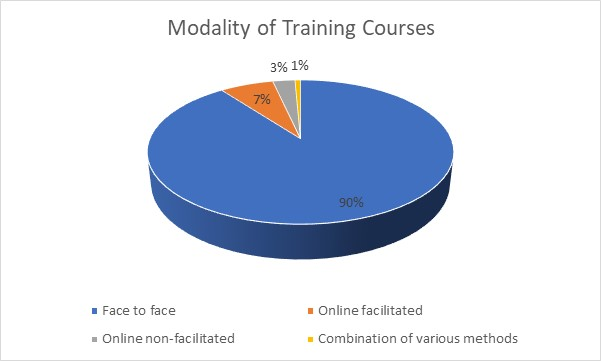 Modality of Training Courses
3% 1%
7%
90%
Face to face
Online facilitated
Online non-facilitated
Combination of various methods